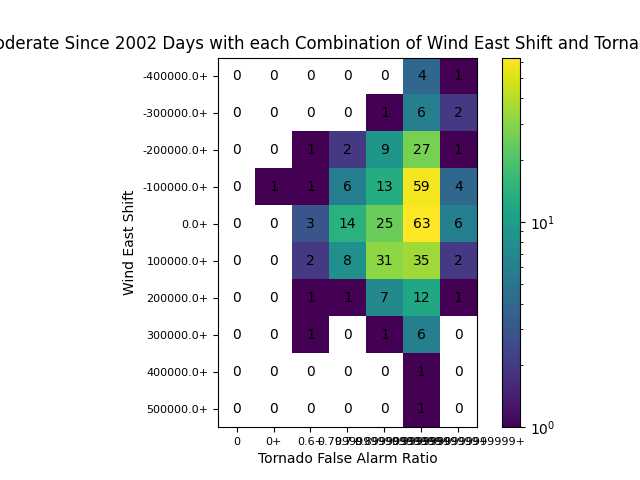 oderate Since 2002 Days with each Combination of Wind East Shift and Torna
-400000.0+ 0 0 0 0 0 4 1
-300000.0+ 0 0 0 0 1 6 2
-200000.0+ 0 0 1 2 9 27 1
-100000.0+ 0 1 1 6 13 59 4
0.0+ 0 0 3 14 25 63 6
100000.0+ 0 0 2 8 31 35 2
200000.0+ 0 0 1 1 7 12 1
300000.0+ 0 0 1 0 1 6 0
400000.0+ 0 0 0 0 0 1 0
500000.0+ 0 0 0 0 0 1 0
0 0+
Tornado False Alarm Ratio
Wind East Shift
10¹
10⁰